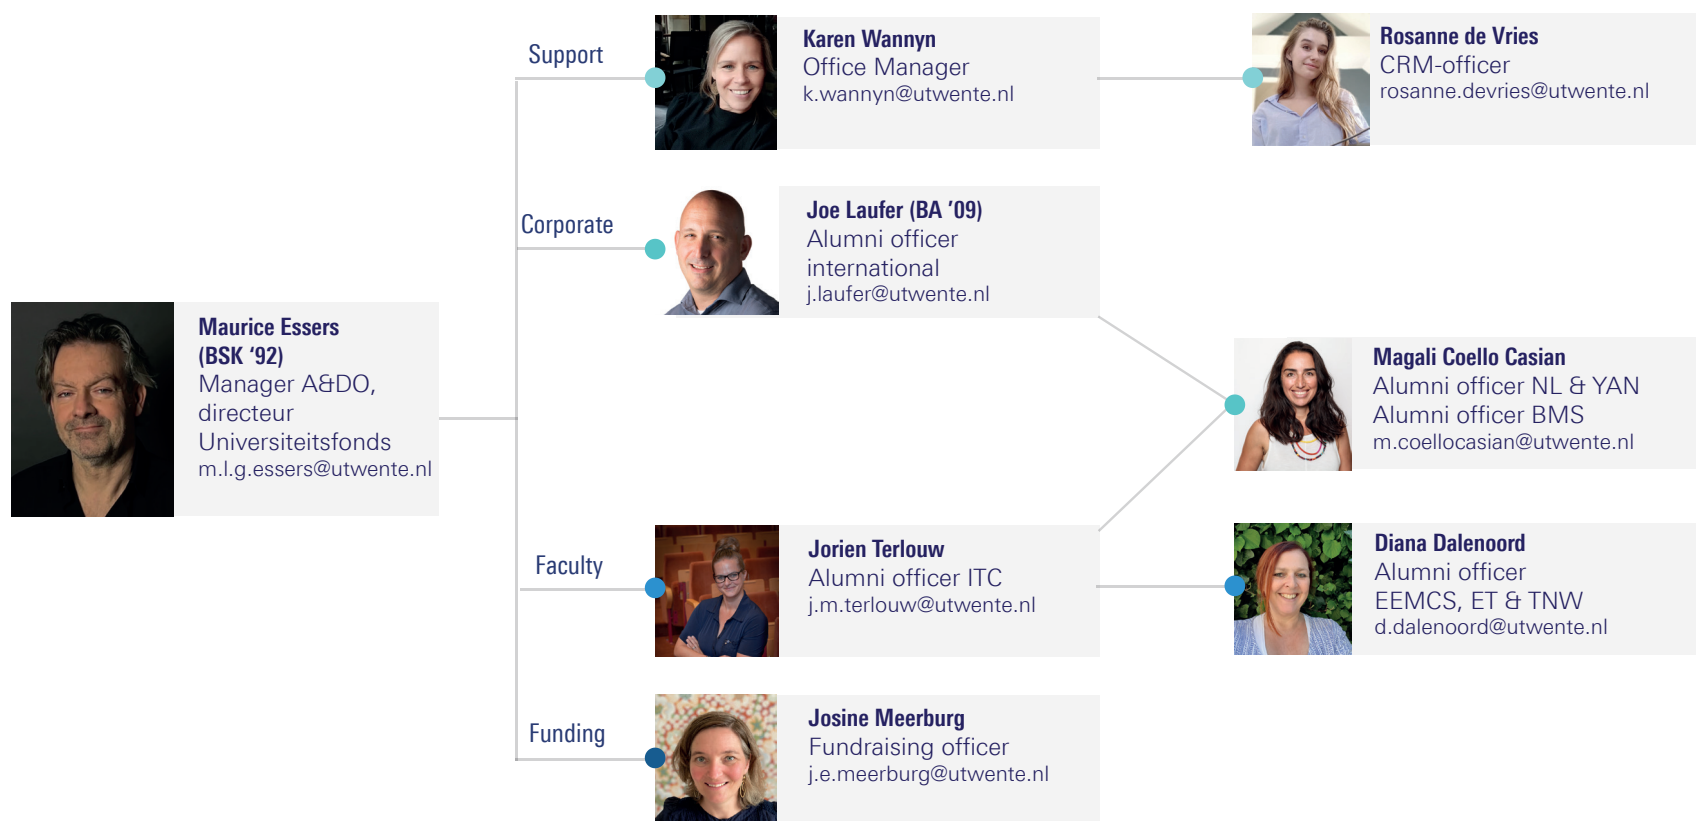 Support
Karen Wannyn
Office Manager
k.wannyn@utwente.nl
Rosanne de Vries
CRM-officer
rosanne.devries@utwente.nl
Corporate
Joe Laufer (BA ’09)
Alumni officer
international
j.laufer@utwente.nl
Maurice Essers
(BSK ‘92)
Manager A&DO,
directeur
Universiteitsfonds
m.l.g.essers@utwente.nl
Magali Coello Casian
Alumni officer NL & YAN
Alumni officer BMS
m.coellocasian@utwente.nl
Faculty
Jorien Terlouw
Alumni officer ITC
j.m.terlouw@utwente.nl
Diana Dalenoord
Alumni officer
EEMCS, ET & TNW
d.dalenoord@utwente.nl
Funding
Josine Meerburg
Fundraising officer
j.e.meerburg@utwente.nl